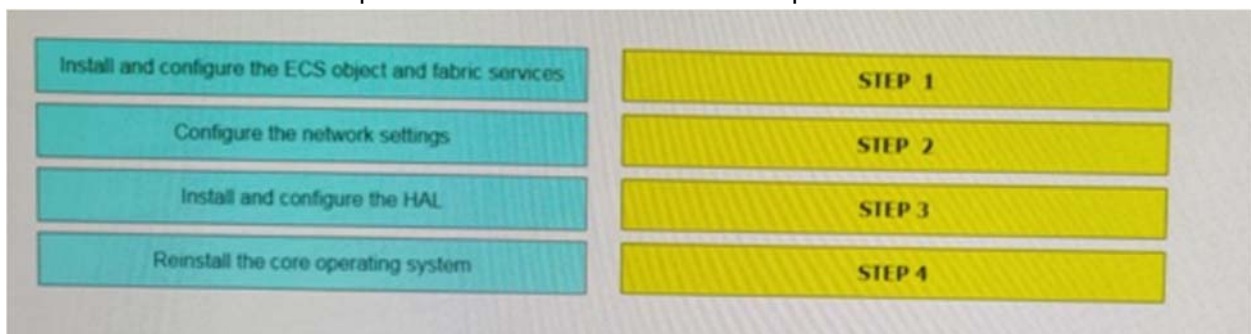 Install and configure the ECS object and fabric services
STEP 1
Configure the network settings
STEP 2
Install and configure the HAL
STEP 3
Reinstall the core operating system
STEP 4